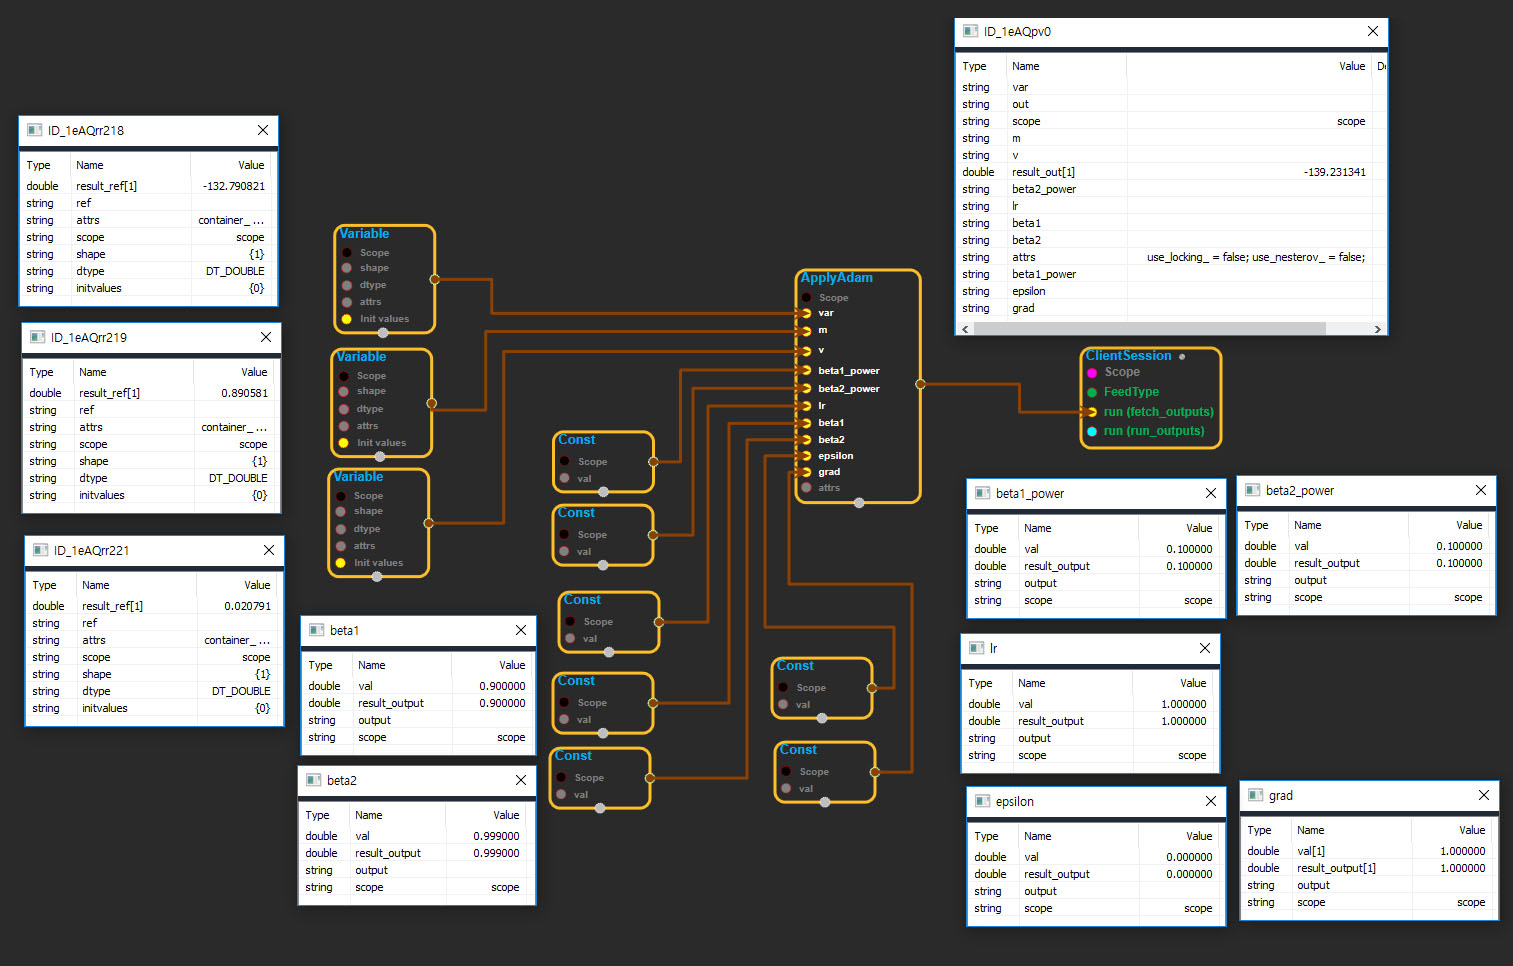 ID_1eAQpv0
Type Name Value De
string var
string out
string scope scope
string m
string v
double result_out[1] -139.231341
string beta2_power
string lr
string beta1
string beta2
string attrs use_locking_ = false; use_nesterov_ = false;
string beta1_power
string epsilon
string grad
ID_1eAQrr218
Type Name Value
double result_ref[1] -132.790821
string ref
string attrs container_ ...
string scope scope
string shape {1}
string dtype DT_DOUBLE
string initvalues {0}
ID_1eAQrr219
Type Name Value
double result_ref[1] 0.890581
string ref
string attrs container_ ...
string scope scope
string shape {1}
string dtype DT_DOUBLE
string initvalues {0}
ID_1eAQrr221
Type Name Value
double result_ref[1] 0.020791
string ref
string attrs container_ ...
string scope scope
string shape {1}
string dtype DT_DOUBLE
string initvalues {0}
Variable
Scope
shape
dtype
attrs
Init values
Variable
Scope
shape
dtype
attrs
Init values
Variable
Scope
shape
dtype
attrs
Init values
ApplyAdam
Scope
var
m
v
beta1_power
beta2_power
lr
beta1
beta2
epsilon
grad
attrs
ClientSession
Scope
FeedType
run (fetch_outputs)
run (run_outputs)
Const
Scope
val
Const
Scope
val
Const
Scope
val
Const
Scope
val
Const
Scope
val
Const
Scope
val
Const
Scope
val
beta1
Type Name Value
double val 0.900000
double result_output 0.900000
string output
string scope scope
beta2
Type Name Value
double val 0.999000
double result_output 0.999000
string output
string scope scope
beta1_power
Type Name Value
double val 0.100000
double result_output 0.100000
string output
string scope scope
beta2_power
Type Name Value
double val 0.100000
double result_output 0.100000
string output
string scope scope
lr
Type Name Value
double val 1.000000
double result_output 1.000000
string output
string scope scope
epsilon
Type Name Value
double val 0.000000
double result_output 0.000000
string output
string scope scope
grad
Type Name Value
double val[1] 1.000000
double result_output[1] 1.000000
string output
string scope scope